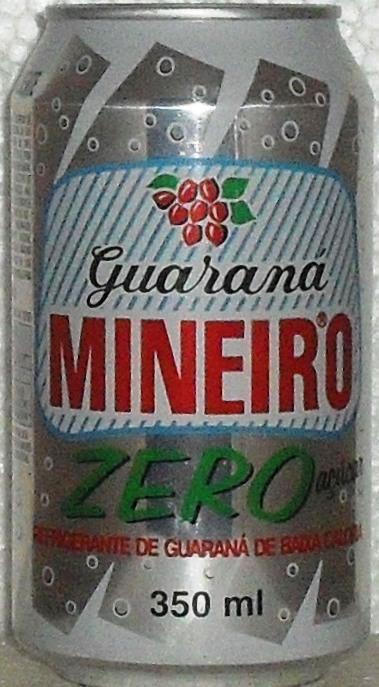 Guaraná
MINEIRO
ZERO açúcar
REFRIGERANTE DE GUARANÁ DE BAIXA CALORIA
350 ml